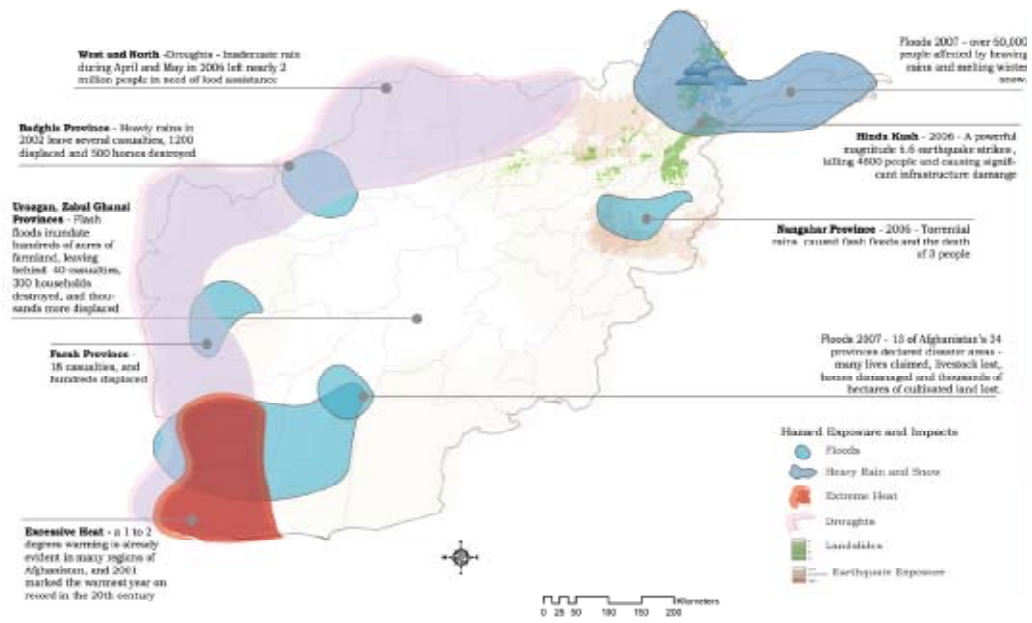 West and North -Droughts - Inadequate rain
during April and May in 2006 left nearly 2
million people in need of food assistance
Badghis Province - Heavily rains in
2002 leave several casualties, 1200
displaced and 500 homes destroyed
Urozgan, Zabul Ghanzi
Provinces - Flash
floods inundate
hundreds of acres of
farmland, leaving
behind 40 casualties,
300 households
destroyed, and thou-
sands more displaced
Farah Province -
18 casualties, and
hundreds displaced
Excessive Heat - a 1 to 2
degrees warming is already
evident in many regions of
Afghanistan, and 2001
marked the warmest year on
record in the 20th century
Floods 2007 - over 60,000
people affected by heaving
rains and melting winter
snow.
Hindu Kush - 2006 - A powerful
magnitude 6.6 earthquake strikes,
killing 4800 people and causing signifi-
cant infrastructure damange
Nangahar Province - 2006 - Torrential
rains caused flash floods and the death
of 3 people
Floods 2007 - 13 of Afghanistan's 34
provinces declared disaster areas -
many lives claimed, livestock lost,
homes damanaged and thousands of
hectares of cultivated land lost.
Hazard Exposure and Impacts
Floods
Heavy Rain and Snow
Extreme Heat
Droughts
Landslides
Earthquake Exposure
Kilometers
0 25 50 100 150 200